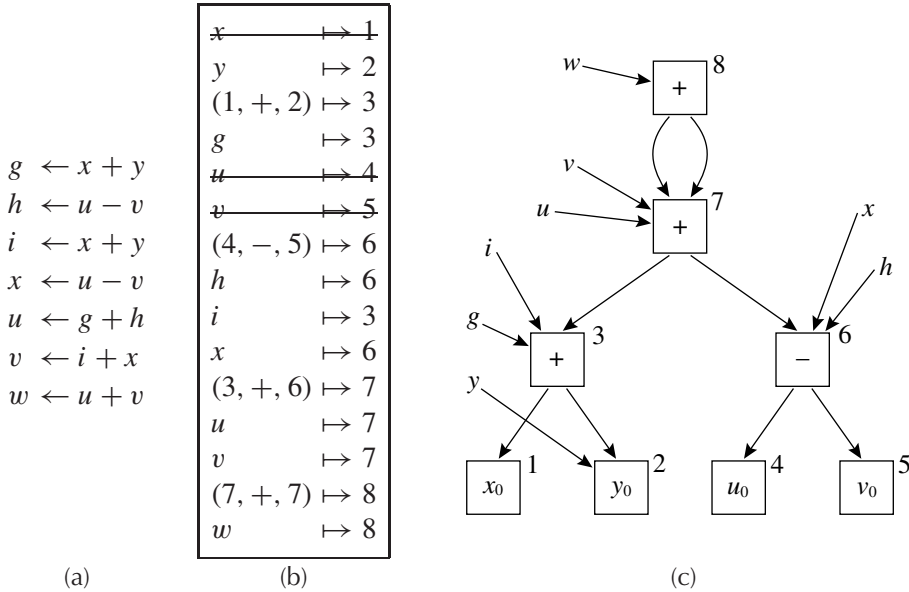 g ← x + y
h ← u − v
i ← x + y
x ← u − v
u ← g + h
v ← i + x
w ← u + v
(a)
x ↦ 1
y ↦ 2
(1, +, 2) ↦ 3
g ↦ 3
u ↦ 4
v ↦ 5
(4, −, 5) ↦ 6
h ↦ 6
i ↦ 3
x ↦ 6
(3, +, 6) ↦ 7
u ↦ 7
v ↦ 7
(7, +, 7) ↦ 8
w ↦ 8
(b)
w
+
8
v
u
+
7
x
h
i
g
+
3
−
6
y
x₀
1
y₀
2
u₀
4
v₀
5
(c)